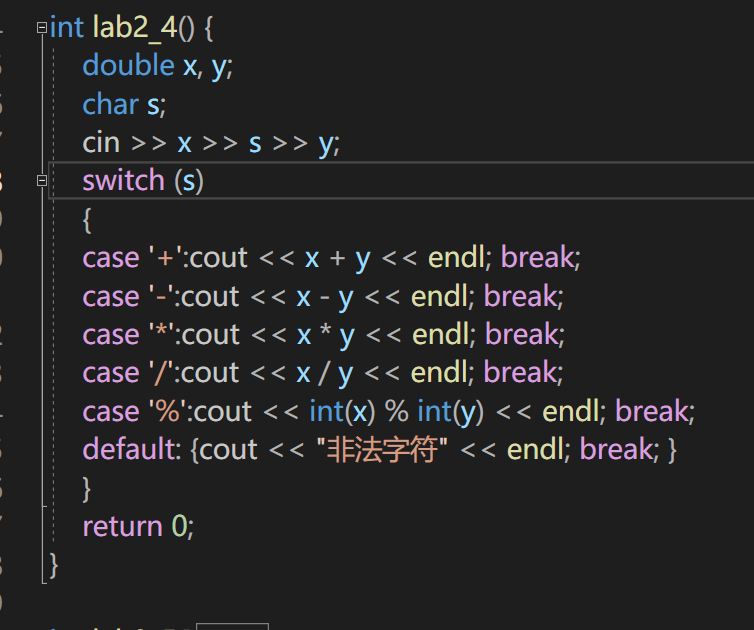 int lab2_4() {
double x, y;
char s;
cin >> x >> s >> y;
switch (s)
{
case '+':cout << x + y << endl; break;
case '-':cout << x - y << endl; break;
case '*':cout << x * y << endl; break;
case '/':cout << x / y << endl; break;
case '%':cout << int(x) % int(y) << endl; break;
default: {cout << "非法字符" << endl; break; }
}
return 0;
}